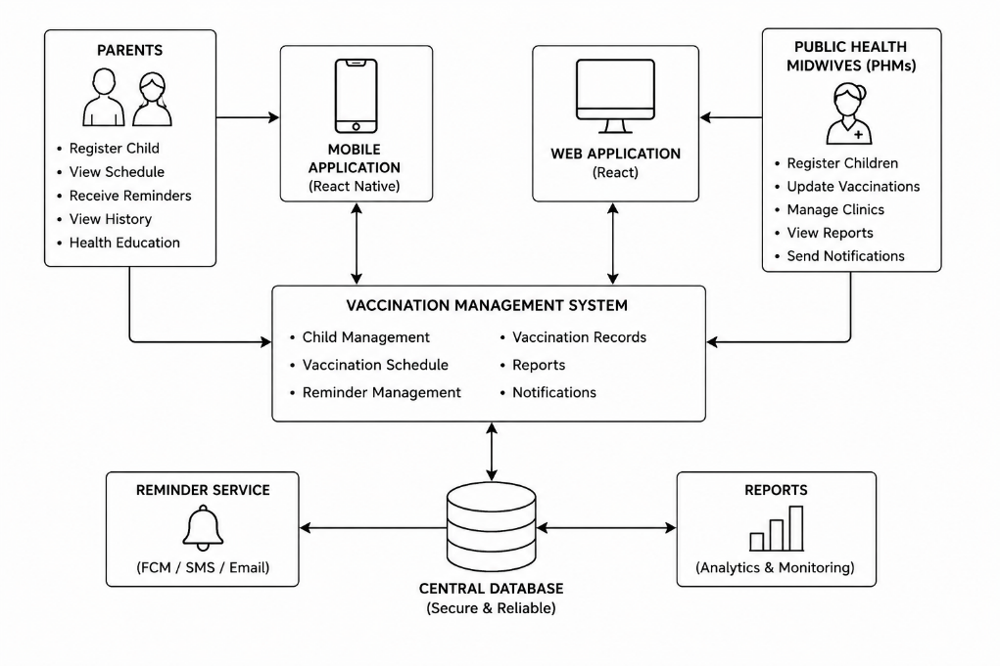 PARENTS
• Register Child
• View Schedule
• Receive Reminders
• View History
• Health Education
MOBILE
APPLICATION
(React Native)
WEB APPLICATION
(React)
PUBLIC HEALTH
MIDWIVES (PHMs)
• Register Children
• Update Vaccinations
• Manage Clinics
• View Reports
• Send Notifications
VACCINATION MANAGEMENT SYSTEM
• Child Management
• Vaccination Schedule
• Reminder Management
• Vaccination Records
• Reports
• Notifications
REMINDER SERVICE
(FCM / SMS / Email)
CENTRAL DATABASE
(Secure & Reliable)
REPORTS
(Analytics & Monitoring)